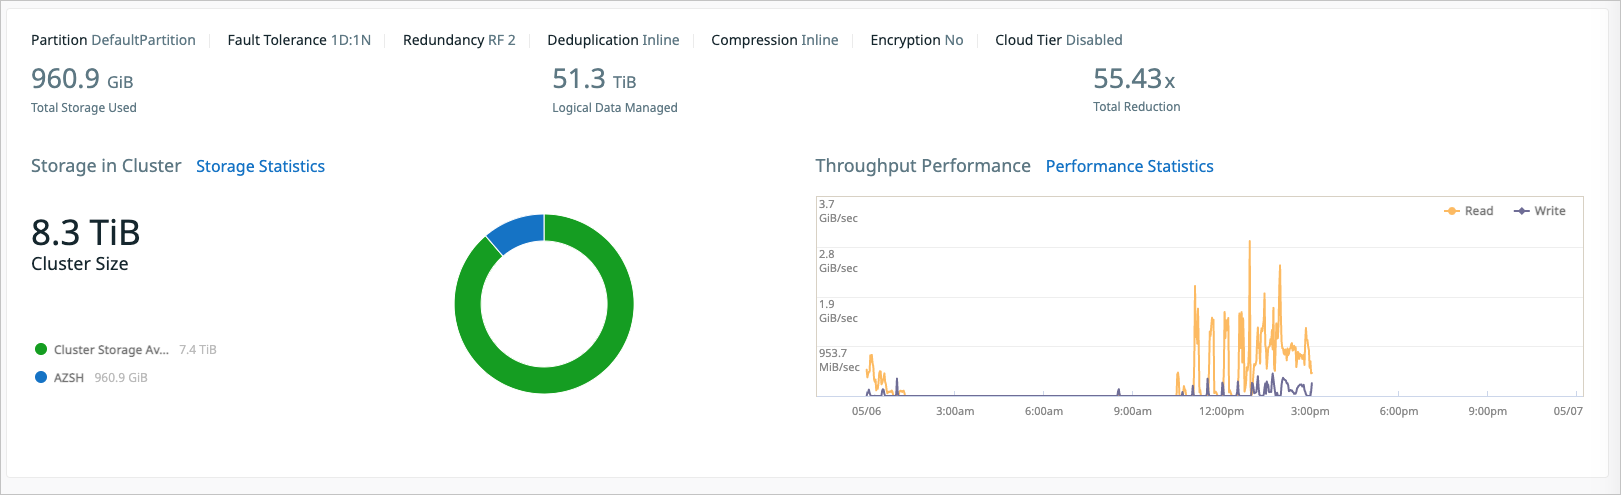 Partition DefaultPartition Fault Tolerance 1D:1N Redundancy RF 2 Deduplication Inline Compression Inline Encryption No Cloud Tier Disabled
960.9 GiB
Total Storage Used
51.3 TiB
Logical Data Managed
55.43x
Total Reduction
Storage in Cluster Storage Statistics
8.3 TiB
Cluster Size
Cluster Storage Av... 7.4 TiB
AZSH 960.9 GiB
Throughput Performance Performance Statistics
Read Write
3.7
GiB/sec
2.8
GiB/sec
1.9
GiB/sec
953.7
MiB/sec
05/06 3:00am 6:00am 9:00am 12:00pm 3:00pm 6:00pm 9:00pm 05/07